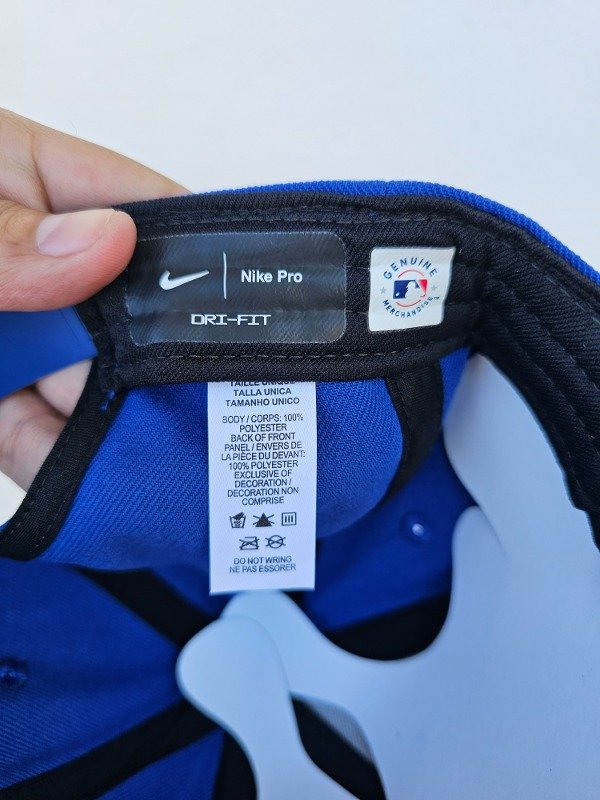 Nike Pro
DRI-FIT
GENUINE
MERCHANDISE
TAILLE UNIQUE
TALLA UNICA
TAMANHO UNICO
BODY / CORPS: 100%
POLYESTER
BACK OF FRONT
PANEL / ENVERS DE
LA PIÈCE DU DEVANT:
100% POLYESTER
EXCLUSIVE OF
DECORATION /
DECORATION NON
COMPRISE
DO NOT WRING
NE PAS ESSORER